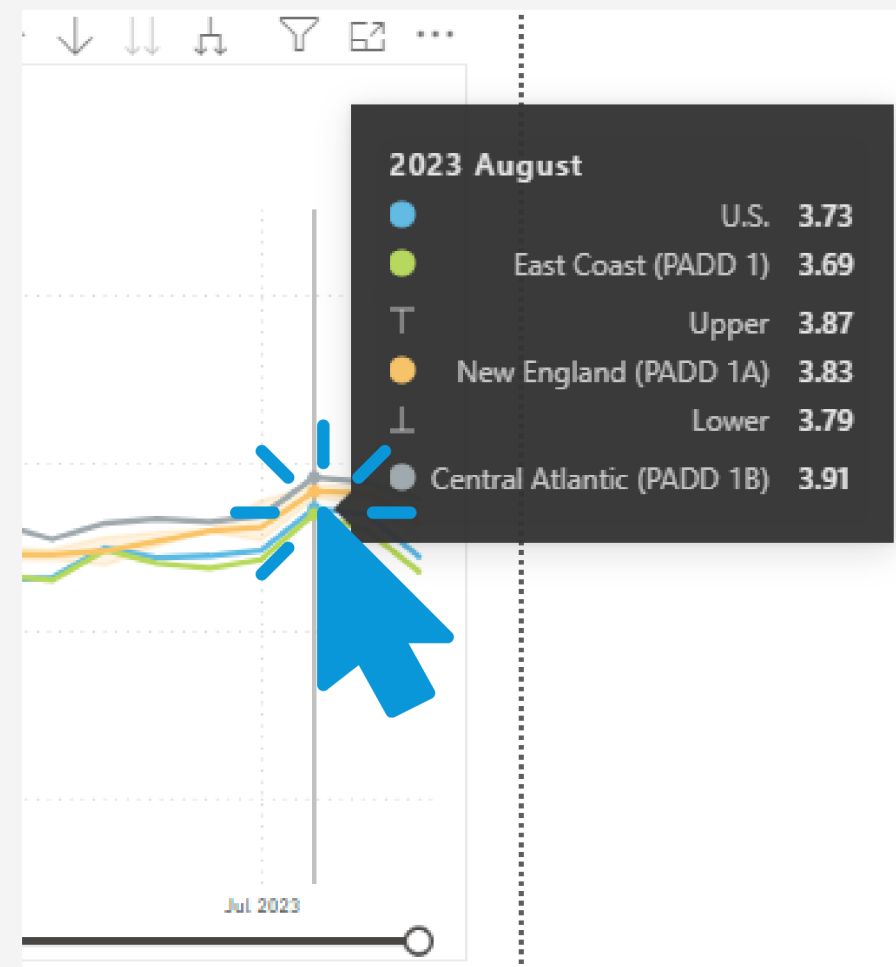 2023 August
U.S. 3.73
East Coast (PADD 1) 3.69
Upper 3.87
New England (PADD 1A) 3.83
Lower 3.79
Central Atlantic (PADD 1B) 3.91
Jul 2023